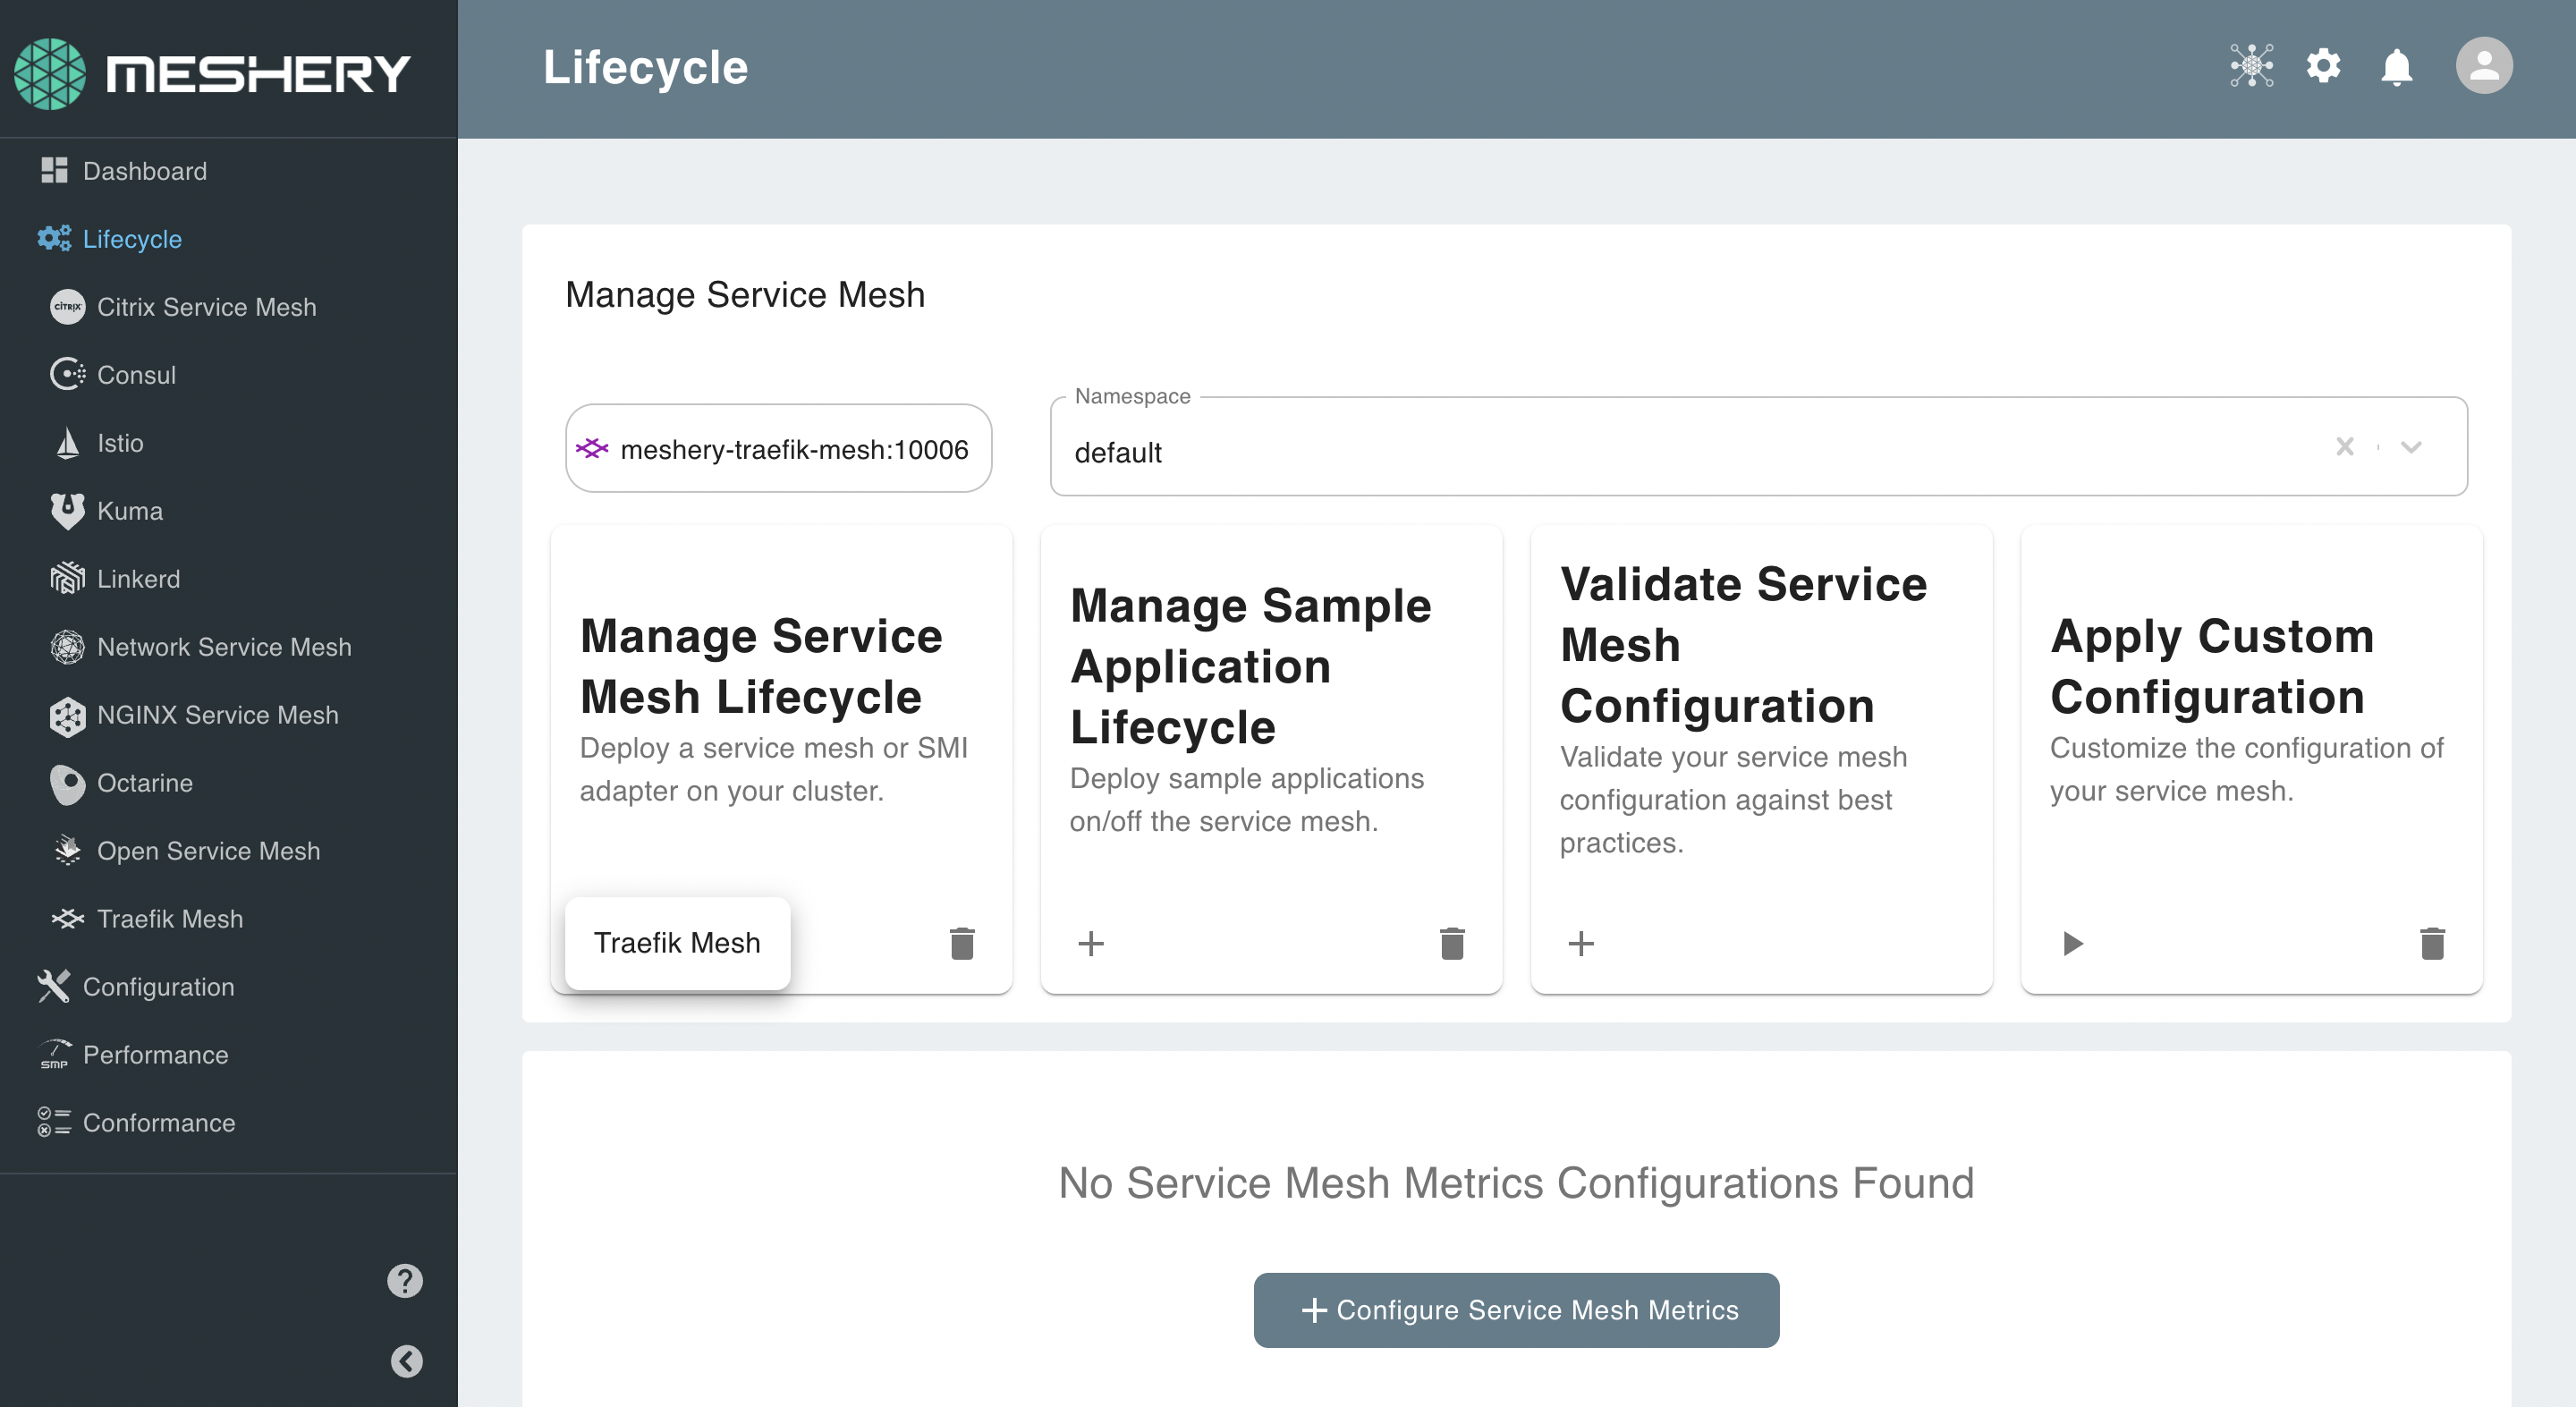 MESHERY
Dashboard
Lifecycle
CİTRIX
Citrix Service Mesh
Consul
Istio
Kuma
Linkerd
Network Service Mesh
NGINX Service Mesh
Octarine
Open Service Mesh
Traefik Mesh
Configuration
SMP
Performance
Conformance
Lifecycle
Manage Service Mesh
meshery-traefik-mesh:10006
Namespace
default
Manage Service
Mesh Lifecycle
Deploy a service mesh or SMI
adapter on your cluster.
Traefik Mesh
Manage Sample
Application
Lifecycle
Deploy sample applications
on/off the service mesh.
Validate Service
Mesh
Configuration
Validate your service mesh
configuration against best
practices.
Apply Custom
Configuration
Customize the configuration of
your service mesh.
No Service Mesh Metrics Configurations Found
Configure Service Mesh Metrics